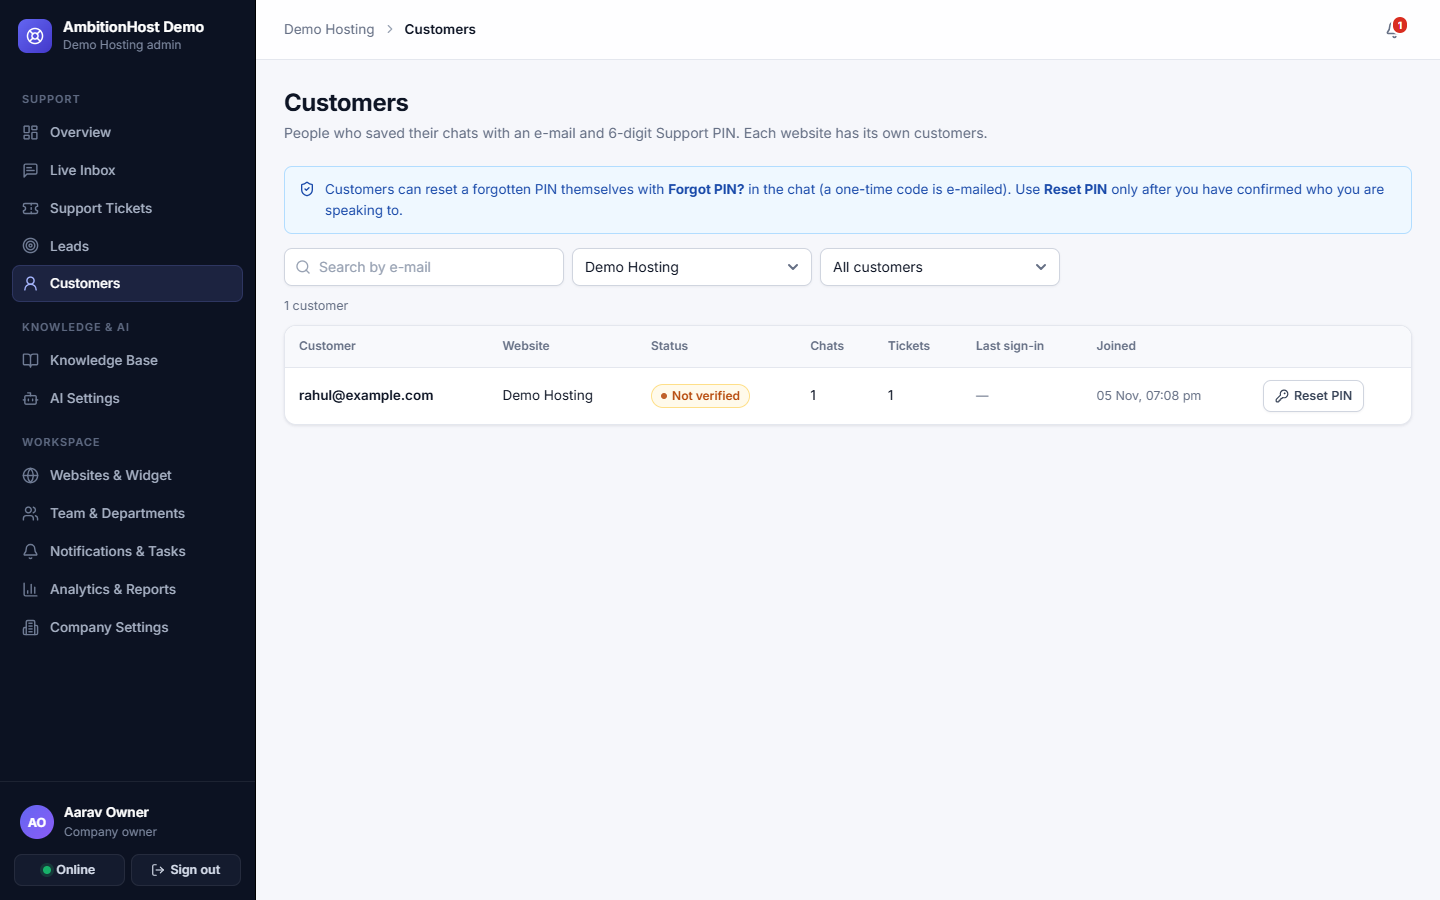 AmbitionHost Demo
Demo Hosting admin
SUPPORT
Overview
Live Inbox
Support Tickets
Leads
Customers
KNOWLEDGE & AI
Knowledge Base
AI Settings
WORKSPACE
Websites & Widget
Team & Departments
Notifications & Tasks
Analytics & Reports
Company Settings
AO
Aarav Owner
Company owner
Online
Sign out
Demo Hosting > Customers
1
Customers
People who saved their chats with an e-mail and 6-digit Support PIN. Each website has its own customers.
Customers can reset a forgotten PIN themselves with Forgot PIN? in the chat (a one-time code is e-mailed). Use Reset PIN only after you have confirmed who you are
speaking to.
Search by e-mail
Demo Hosting
All customers
1 customer
Customer Website Status Chats Tickets Last sign-in Joined
rahul@example.com Demo Hosting Not verified 1 1 — 05 Nov, 07:08 pm Reset PIN